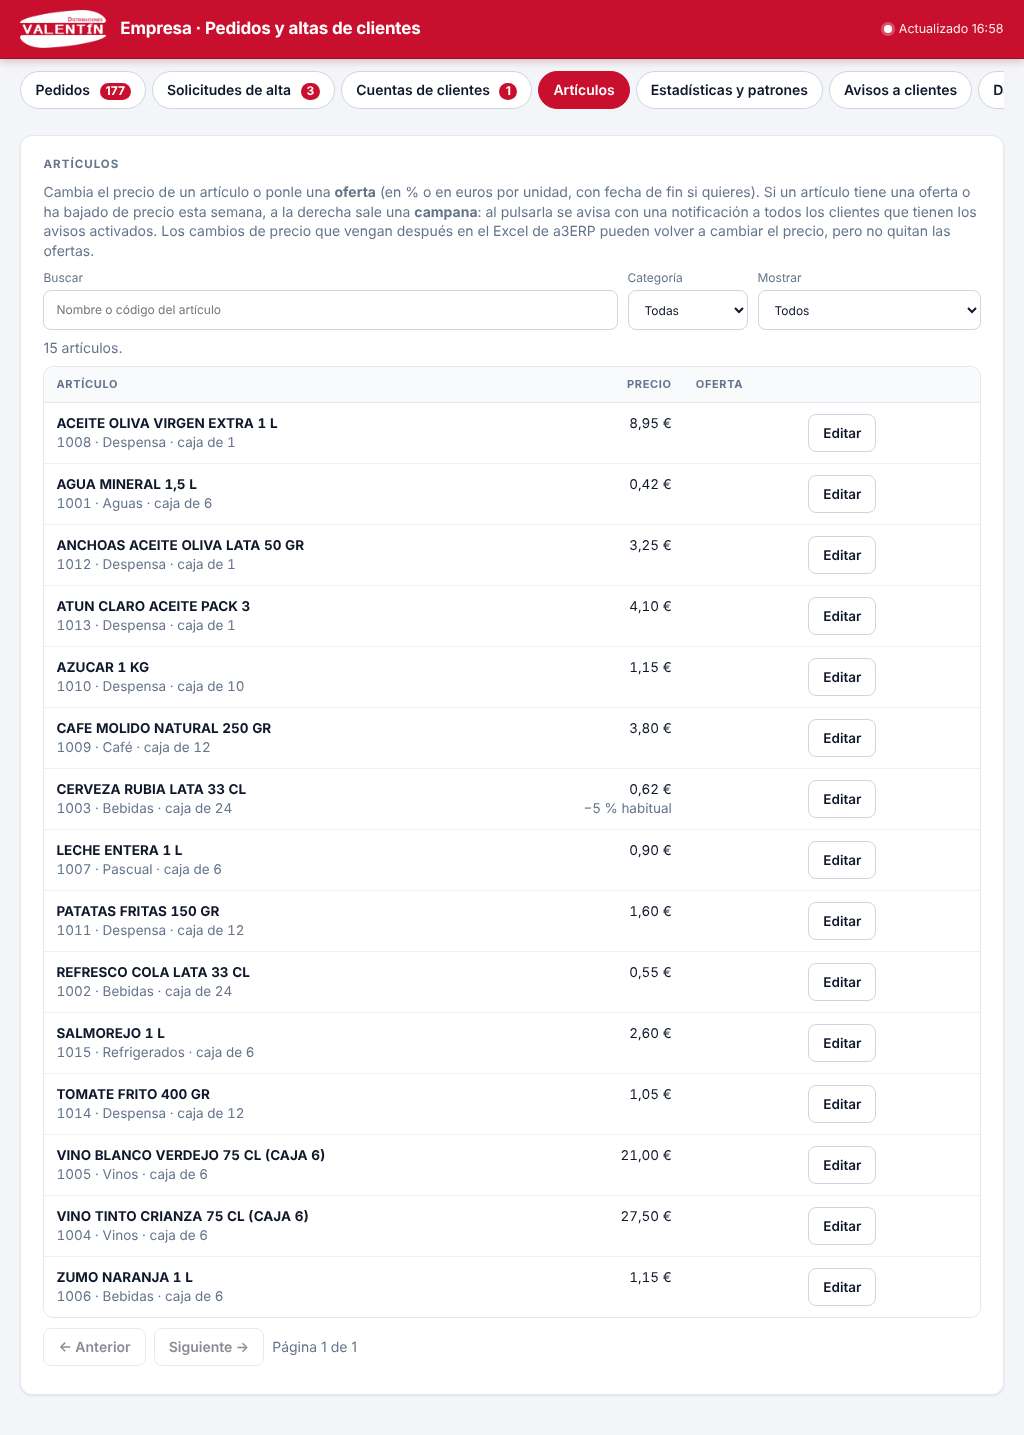 Distribuciones
VALENTÍN
Empresa · Pedidos y altas de clientes
Actualizado 16:58
Pedidos 177
Solicitudes de alta 3
Cuentas de clientes 1
Artículos
Estadísticas y patrones
Avisos a clientes
D
ARTÍCULOS
Cambia el precio de un artículo o ponle una oferta (en % o en euros por unidad, con fecha de fin si quieres). Si un artículo tiene una oferta o
ha bajado de precio esta semana, a la derecha sale una campana: al pulsarla se avisa con una notificación a todos los clientes que tienen los
avisos activados. Los cambios de precio que vengan después en el Excel de a3ERP pueden volver a cambiar el precio, pero no quitan las
ofertas.
Buscar Categoría Mostrar
Nombre o código del artículo Todas Todos
15 artículos.
ARTÍCULO PRECIO OFERTA
ACEITE OLIVA VIRGEN EXTRA 1 L 8,95 € Editar
1008 · Despensa · caja de 1
AGUA MINERAL 1,5 L 0,42 € Editar
1001 · Aguas · caja de 6
ANCHOAS ACEITE OLIVA LATA 50 GR 3,25 € Editar
1012 · Despensa · caja de 1
ATUN CLARO ACEITE PACK 3 4,10 € Editar
1013 · Despensa · caja de 1
AZUCAR 1 KG 1,15 € Editar
1010 · Despensa · caja de 10
CAFE MOLIDO NATURAL 250 GR 3,80 € Editar
1009 · Café · caja de 12
CERVEZA RUBIA LATA 33 CL 0,62 € Editar
1003 · Bebidas · caja de 24 −5 % habitual
LECHE ENTERA 1 L 0,90 € Editar
1007 · Pascual · caja de 6
PATATAS FRITAS 150 GR 1,60 € Editar
1011 · Despensa · caja de 12
REFRESCO COLA LATA 33 CL 0,55 € Editar
1002 · Bebidas · caja de 24
SALMOREJO 1 L 2,60 € Editar
1015 · Refrigerados · caja de 6
TOMATE FRITO 400 GR 1,05 € Editar
1014 · Despensa · caja de 12
VINO BLANCO VERDEJO 75 CL (CAJA 6) 21,00 € Editar
1005 · Vinos · caja de 6
VINO TINTO CRIANZA 75 CL (CAJA 6) 27,50 € Editar
1004 · Vinos · caja de 6
ZUMO NARANJA 1 L 1,15 € Editar
1006 · Bebidas · caja de 6
← Anterior Siguiente → Página 1 de 1